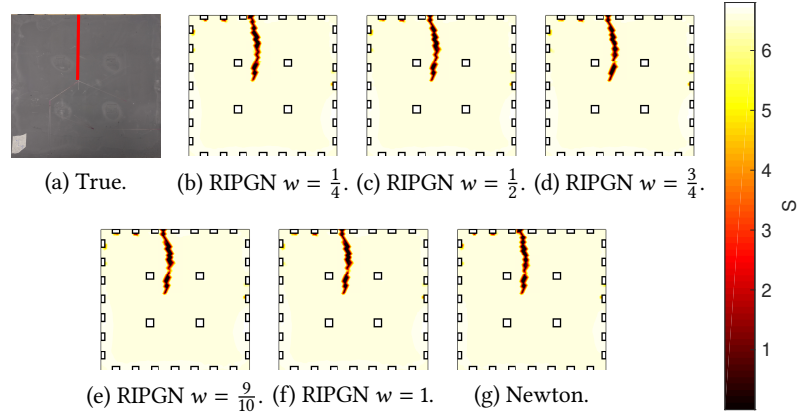 (a) True.
(b) RIPGN w = 1/4.
(c) RIPGN w = 1/2.
(d) RIPGN w = 3/4.
(e) RIPGN w = 9/10.
(f) RIPGN w = 1.
(g) Newton.
6
5
4
3
2
1
S